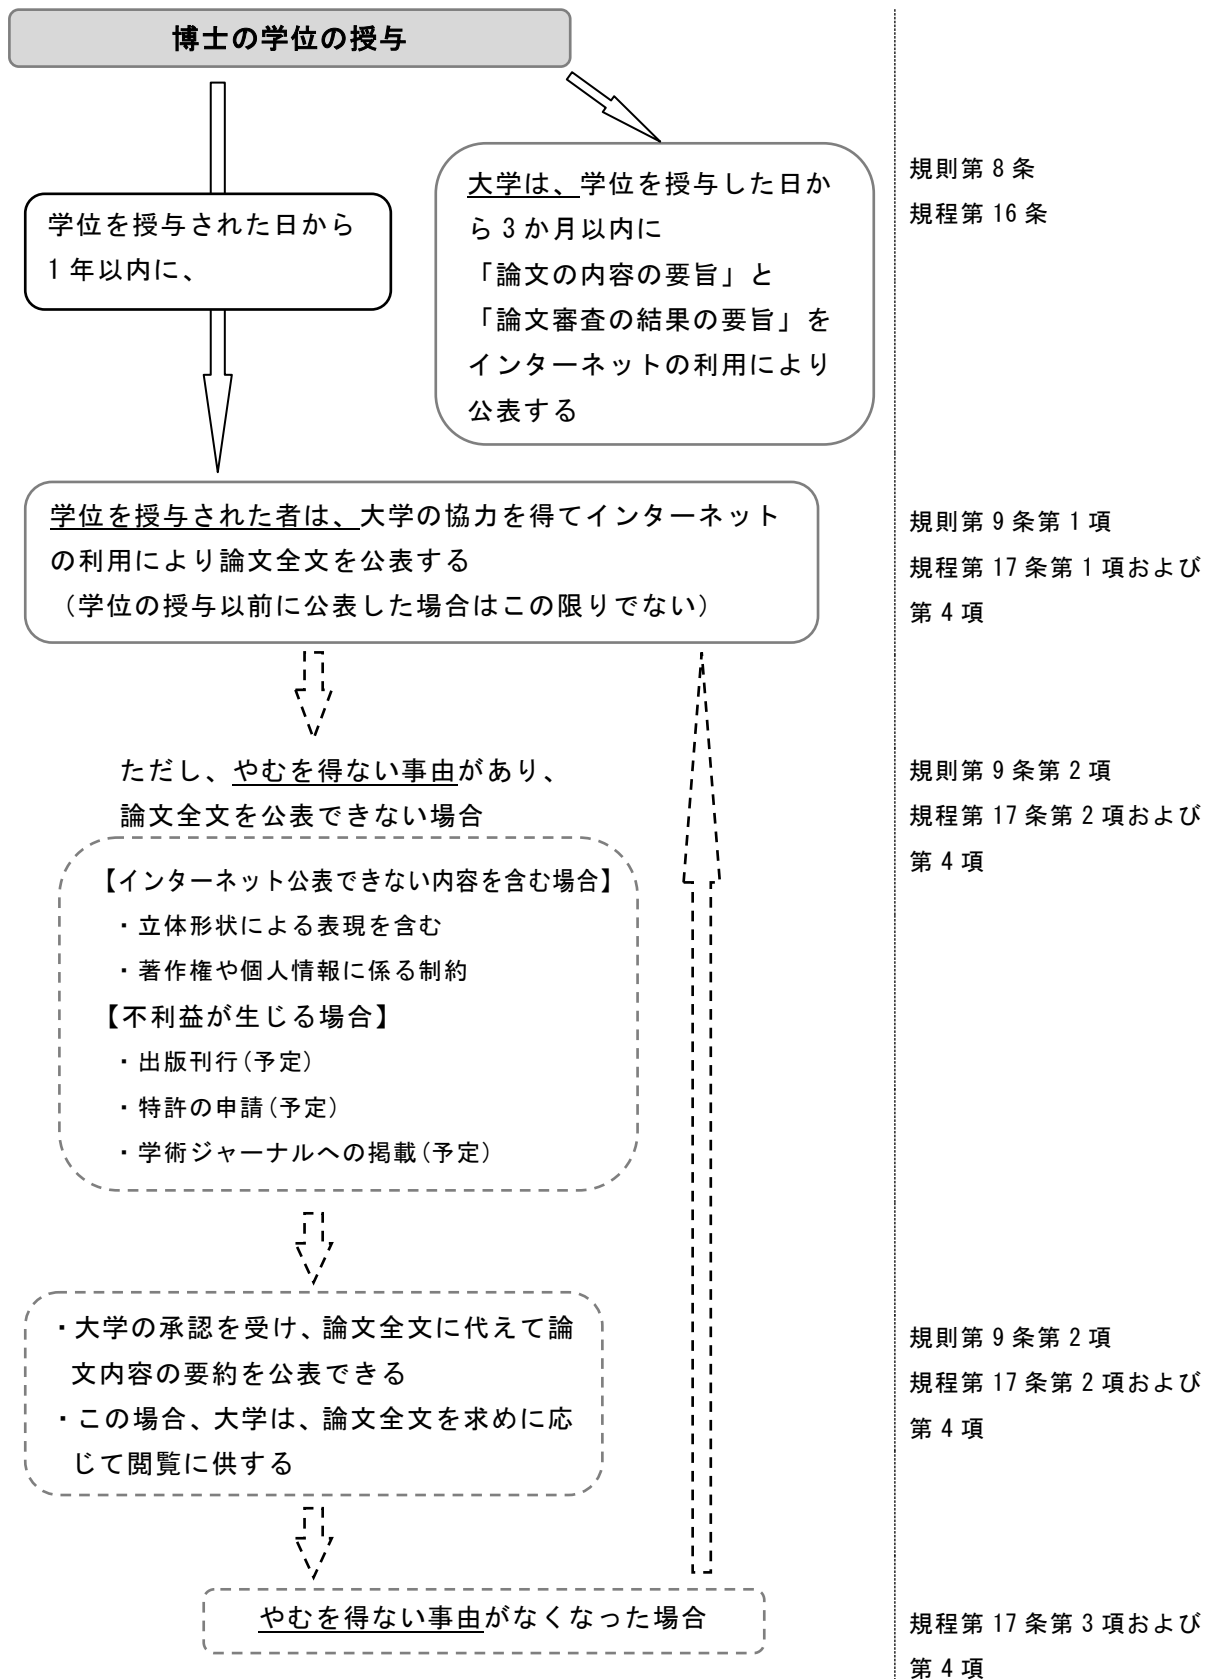 博士の学位の授与
学位を授与された日から
1年以内に、
大学は、学位を授与した日か
ら3か月以内に
「論文の内容の要旨」と
「論文審査の結果の要旨」を
インターネットの利用により
公表する
規則第8条
規程第16条
学位を授与された者は、大学の協力を得てインターネット
の利用により論文全文を公表する
（学位の授与以前に公表した場合はこの限りでない）
規則第9条第1項
規程第17条第1項および
第4項
ただし、やむを得ない事由があり、
論文全文を公表できない場合
規則第9条第2項
規程第17条第2項および
第4項
【インターネット公表できない内容を含む場合】
・立体形状による表現を含む
・著作権や個人情報に係る制約
【不利益が生じる場合】
・出版刊行(予定)
・特許の申請(予定)
・学術ジャーナルへの掲載(予定)
・大学の承認を受け、論文全文に代えて論
文内容の要約を公表できる
・この場合、大学は、論文全文を求めに応
じて閲覧に供する
規則第9条第2項
規程第17条第2項および
第4項
やむを得ない事由がなくなった場合
規程第17条第3項および
第4項